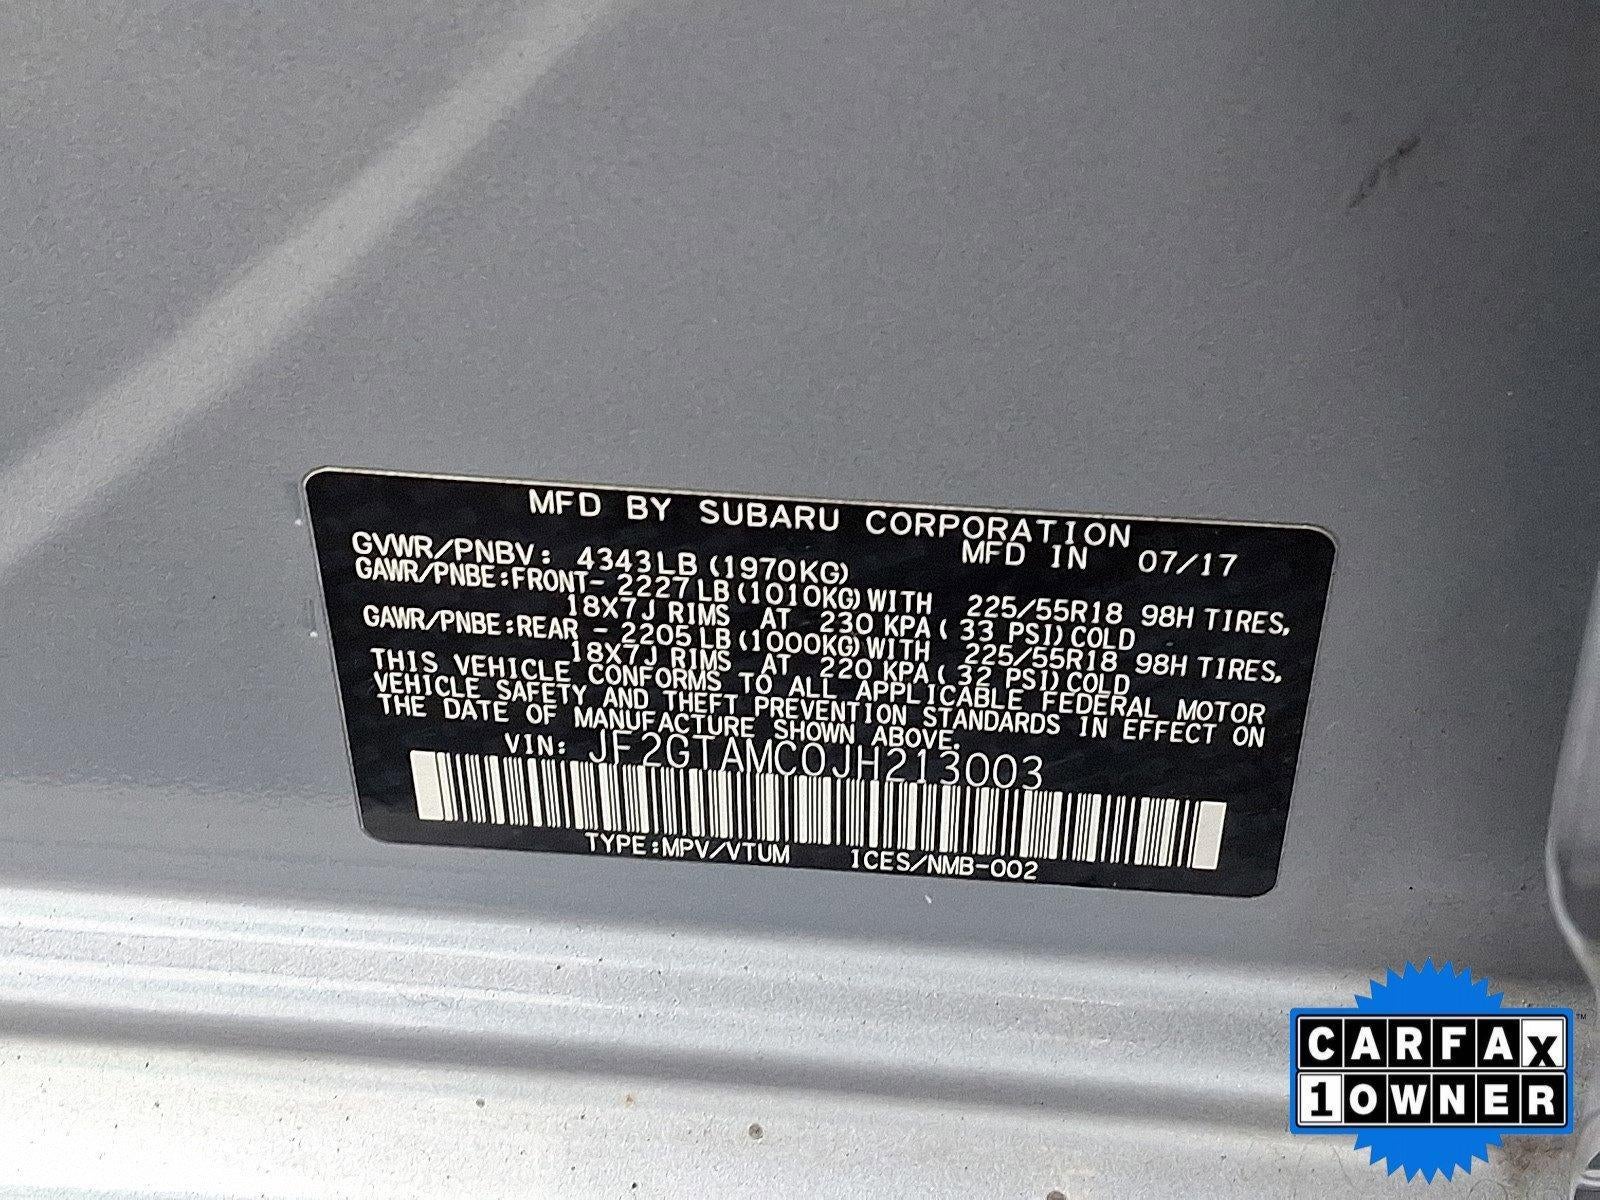 MFD BY SUBARU CORPORATION
MFD IN 07/17
GVWR/PNBV: 4343LB (1970KG)
GAWR/PNBE:FRONT- 2227LB (1010KG) WITH 225/55R18 98H TIRES,
18X7J RIMS AT 230 KPA ( 33 PSI) COLD
GAWR/PNBE:REAR - 2205LB (1000KG) WITH 225/55R18 98H TIRES,
18X7J RIMS AT 220 KPA ( 32 PSI) COLD
THIS VEHICLE CONFORMS TO ALL APPLICABLE FEDERAL MOTOR
VEHICLE SAFETY AND THEFT PREVENTION STANDARDS IN EFFECT ON
THE DATE OF MANUFACTURE SHOWN ABOVE.
VIN: JF2GTAMC0JH213003
TYPE:MPV/VTUM ICES/NMB-002
CARFAX™
1 OWNER